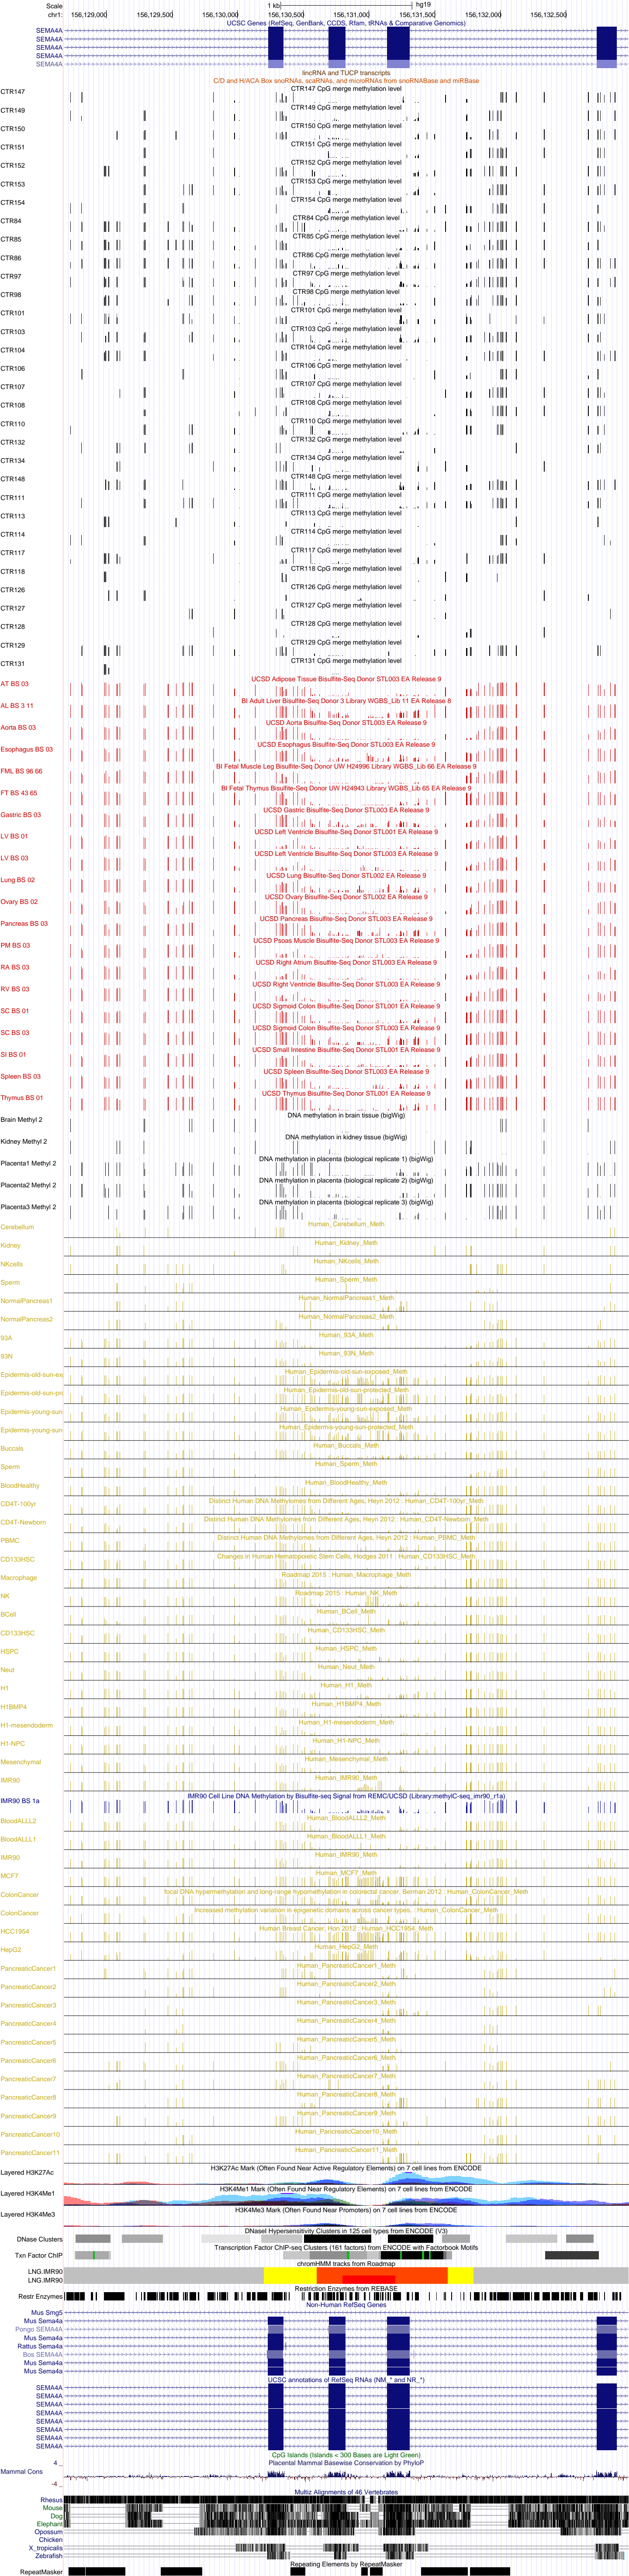 Scale 1 kb hg19
chr1: 156,129,000 156,129,500 156,130,000 156,130,500 156,131,000 156,131,500 156,132,000 156,132,500
UCSC Genes (RefSeq, GenBank, CCDS, Rfam, tRNAs & Comparative Genomics)
SEMA4A
SEMA4A
SEMA4A
SEMA4A
SEMA4A
lincRNA and TUCP transcripts
C/D and H/ACA Box snoRNAs, scaRNAs, and microRNAs from snoRNABase and miRBase
CTR147 CTR147 CpG merge methylation level
CTR149 CTR149 CpG merge methylation level
CTR150 CTR150 CpG merge methylation level
CTR151 CTR151 CpG merge methylation level
CTR152 CTR152 CpG merge methylation level
CTR153 CTR153 CpG merge methylation level
CTR154 CTR154 CpG merge methylation level
CTR84 CTR84 CpG merge methylation level
CTR85 CTR85 CpG merge methylation level
CTR86 CTR86 CpG merge methylation level
CTR97 CTR97 CpG merge methylation level
CTR98 CTR98 CpG merge methylation level
CTR101 CTR101 CpG merge methylation level
CTR103 CTR103 CpG merge methylation level
CTR104 CTR104 CpG merge methylation level
CTR106 CTR106 CpG merge methylation level
CTR107 CTR107 CpG merge methylation level
CTR108 CTR108 CpG merge methylation level
CTR110 CTR110 CpG merge methylation level
CTR132 CTR132 CpG merge methylation level
CTR134 CTR134 CpG merge methylation level
CTR148 CTR148 CpG merge methylation level
CTR111 CTR111 CpG merge methylation level
CTR113 CTR113 CpG merge methylation level
CTR114 CTR114 CpG merge methylation level
CTR117 CTR117 CpG merge methylation level
CTR118 CTR118 CpG merge methylation level
CTR126 CTR126 CpG merge methylation level
CTR127 CTR127 CpG merge methylation level
CTR128 CTR128 CpG merge methylation level
CTR129 CTR129 CpG merge methylation level
CTR131 CTR131 CpG merge methylation level
AT BS 03 UCSD Adipose Tissue Bisulfite-Seq Donor STL003 EA Release 9
AL BS 3 11 BI Adult Liver Bisulfite-Seq Donor 3 Library WGBS_Lib 11 EA Release 8
Aorta BS 03 UCSD Aorta Bisulfite-Seq Donor STL003 EA Release 9
Esophagus BS 03 UCSD Esophagus Bisulfite-Seq Donor STL003 EA Release 9
FML BS 96 66 BI Fetal Muscle Leg Bisulfite-Seq Donor UW H24996 Library WGBS_Lib 66 EA Release 9
FT BS 43 65 BI Fetal Thymus Bisulfite-Seq Donor UW H24943 Library WGBS_Lib 65 EA Release 9
Gastric BS 03 UCSD Gastric Bisulfite-Seq Donor STL003 EA Release 9
LV BS 01 UCSD Left Ventricle Bisulfite-Seq Donor STL001 EA Release 9
LV BS 03 UCSD Left Ventricle Bisulfite-Seq Donor STL003 EA Release 9
Lung BS 02 UCSD Lung Bisulfite-Seq Donor STL002 EA Release 9
Ovary BS 02 UCSD Ovary Bisulfite-Seq Donor STL002 EA Release 9
Pancreas BS 03 UCSD Pancreas Bisulfite-Seq Donor STL003 EA Release 9
PM BS 03 UCSD Psoas Muscle Bisulfite-Seq Donor STL003 EA Release 9
RA BS 03 UCSD Right Atrium Bisulfite-Seq Donor STL003 EA Release 9
RV BS 03 UCSD Right Ventricle Bisulfite-Seq Donor STL003 EA Release 9
SC BS 01 UCSD Sigmoid Colon Bisulfite-Seq Donor STL001 EA Release 9
SC BS 03 UCSD Sigmoid Colon Bisulfite-Seq Donor STL003 EA Release 9
SI BS 01 UCSD Small Intestine Bisulfite-Seq Donor STL001 EA Release 9
Spleen BS 03 UCSD Spleen Bisulfite-Seq Donor STL003 EA Release 9
Thymus BS 01 UCSD Thymus Bisulfite-Seq Donor STL001 EA Release 9
Brain Methyl 2 DNA methylation in brain tissue (bigWig)
Kidney Methyl 2 DNA methylation in kidney tissue (bigWig)
Placenta1 Methyl 2 DNA methylation in placenta (biological replicate 1) (bigWig)
Placenta2 Methyl 2 DNA methylation in placenta (biological replicate 2) (bigWig)
Placenta3 Methyl 2 DNA methylation in placenta (biological replicate 3) (bigWig)
Cerebellum Human_Cerebellum_Meth
Kidney Human_Kidney_Meth
NKcells Human_NKcells_Meth
Sperm Human_Sperm_Meth
NormalPancreas1 Human_NormalPancreas1_Meth
NormalPancreas2 Human_NormalPancreas2_Meth
93A Human_93A_Meth
93N Human_93N_Meth
Epidermis-old-sun-ex Human_Epidermis-old-sun-exposed_Meth
Epidermis-old-sun-pro Human_Epidermis-old-sun-protected_Meth
Epidermis-young-sun Human_Epidermis-young-sun-exposed_Meth
Epidermis-young-sun Human_Epidermis-young-sun-protected_Meth
Buccals Human_Buccals_Meth
Sperm Human_Sperm_Meth
BloodHealthy Human_BloodHealthy_Meth
CD4T-100yr Distinct Human DNA Methylomes from Different Ages, Heyn 2012 : Human_CD4T-100yr_Meth
CD4T-Newborn Distinct Human DNA Methylomes from Different Ages, Heyn 2012 : Human_CD4T-Newborn_Meth
PBMC Distinct Human DNA Methylomes from Different Ages, Heyn 2012 : Human_PBMC_Meth
CD133HSC Changes in Human Hematopoietic Stem Cells, Hodges 2011 : Human_CD133HSC_Meth
Macrophage Roadmap 2015 : Human_Macrophage_Meth
NK Roadmap 2015 : Human_NK_Meth
BCell Human_BCell_Meth
CD133HSC Human_CD133HSC_Meth
HSPC Human_HSPC_Meth
Neut Human_Neut_Meth
H1 Human_H1_Meth
H1BMP4 Human_H1BMP4_Meth
H1-mesendoderm Human_H1-mesendoderm_Meth
H1-NPC Human_H1-NPC_Meth
Mesenchymal Human_Mesenchymal_Meth
IMR90 Human_IMR90_Meth
IMR90 BS 1a IMR90 Cell Line DNA Methylation by Bisulfite-seq Signal from REMC/UCSD (Library:methylC-seq_imr90_r1a)
BloodALLL2 Human_BloodALLL2_Meth
BloodALLL1 Human_BloodALLL1_Meth
IMR90 Human_IMR90_Meth
MCF7 Human_MCF7_Meth
ColonCancer focal DNA hypermethylation and long-range hypomethylation in colorectal cancer, Berman 2012 : Human_ColonCancer_Meth
ColonCancer Increased methylation variation in epigenetic domains across cancer types. : Human_ColonCancer_Meth
HCC1954 Human Breast Cancer, Hon 2012 : Human_HCC1954_Meth
HepG2 Human_HepG2_Meth
PancreaticCancer1 Human_PancreaticCancer1_Meth
PancreaticCancer2 Human_PancreaticCancer2_Meth
PancreaticCancer3 Human_PancreaticCancer3_Meth
PancreaticCancer4 Human_PancreaticCancer4_Meth
PancreaticCancer5 Human_PancreaticCancer5_Meth
PancreaticCancer6 Human_PancreaticCancer6_Meth
PancreaticCancer7 Human_PancreaticCancer7_Meth
PancreaticCancer8 Human_PancreaticCancer8_Meth
PancreaticCancer9 Human_PancreaticCancer9_Meth
PancreaticCancer10 Human_PancreaticCancer10_Meth
PancreaticCancer11 Human_PancreaticCancer11_Meth
H3K27Ac Mark (Often Found Near Active Regulatory Elements) on 7 cell lines from ENCODE
Layered H3K27Ac
H3K4Me1 Mark (Often Found Near Regulatory Elements) on 7 cell lines from ENCODE
Layered H3K4Me1
H3K4Me3 Mark (Often Found Near Promoters) on 7 cell lines from ENCODE
Layered H3K4Me3
DNaseI Hypersensitivity Clusters in 125 cell types from ENCODE (V3)
DNase Clusters
Transcription Factor ChIP-seq Clusters (161 factors) from ENCODE with Factorbook Motifs
Txn Factor ChIP
chromHMM tracks from Roadmap
LNG.IMR90
LNG.IMR90
Restriction Enzymes from REBASE
Restr Enzymes
Non-Human RefSeq Genes
Mus Smg5
Mus Sema4a
Pongo SEMA4A
Mus Sema4a
Rattus Sema4a
Bos SEMA4A
Mus Sema4a
Mus Sema4a
UCSC annotations of RefSeq RNAs (NM_* and NR_*)
SEMA4A
SEMA4A
SEMA4A
SEMA4A
SEMA4A
SEMA4A
SEMA4A
SEMA4A
CpG Islands (Islands < 300 Bases are Light Green)
Placental Mammal Basewise Conservation by PhyloP
4 _
Mammal Cons
-4 _
Multiz Alignments of 46 Vertebrates
Rhesus
Mouse
Dog
Elephant
Opossum
Chicken
X_tropicalis
Zebrafish
Repeating Elements by RepeatMasker
RepeatMasker